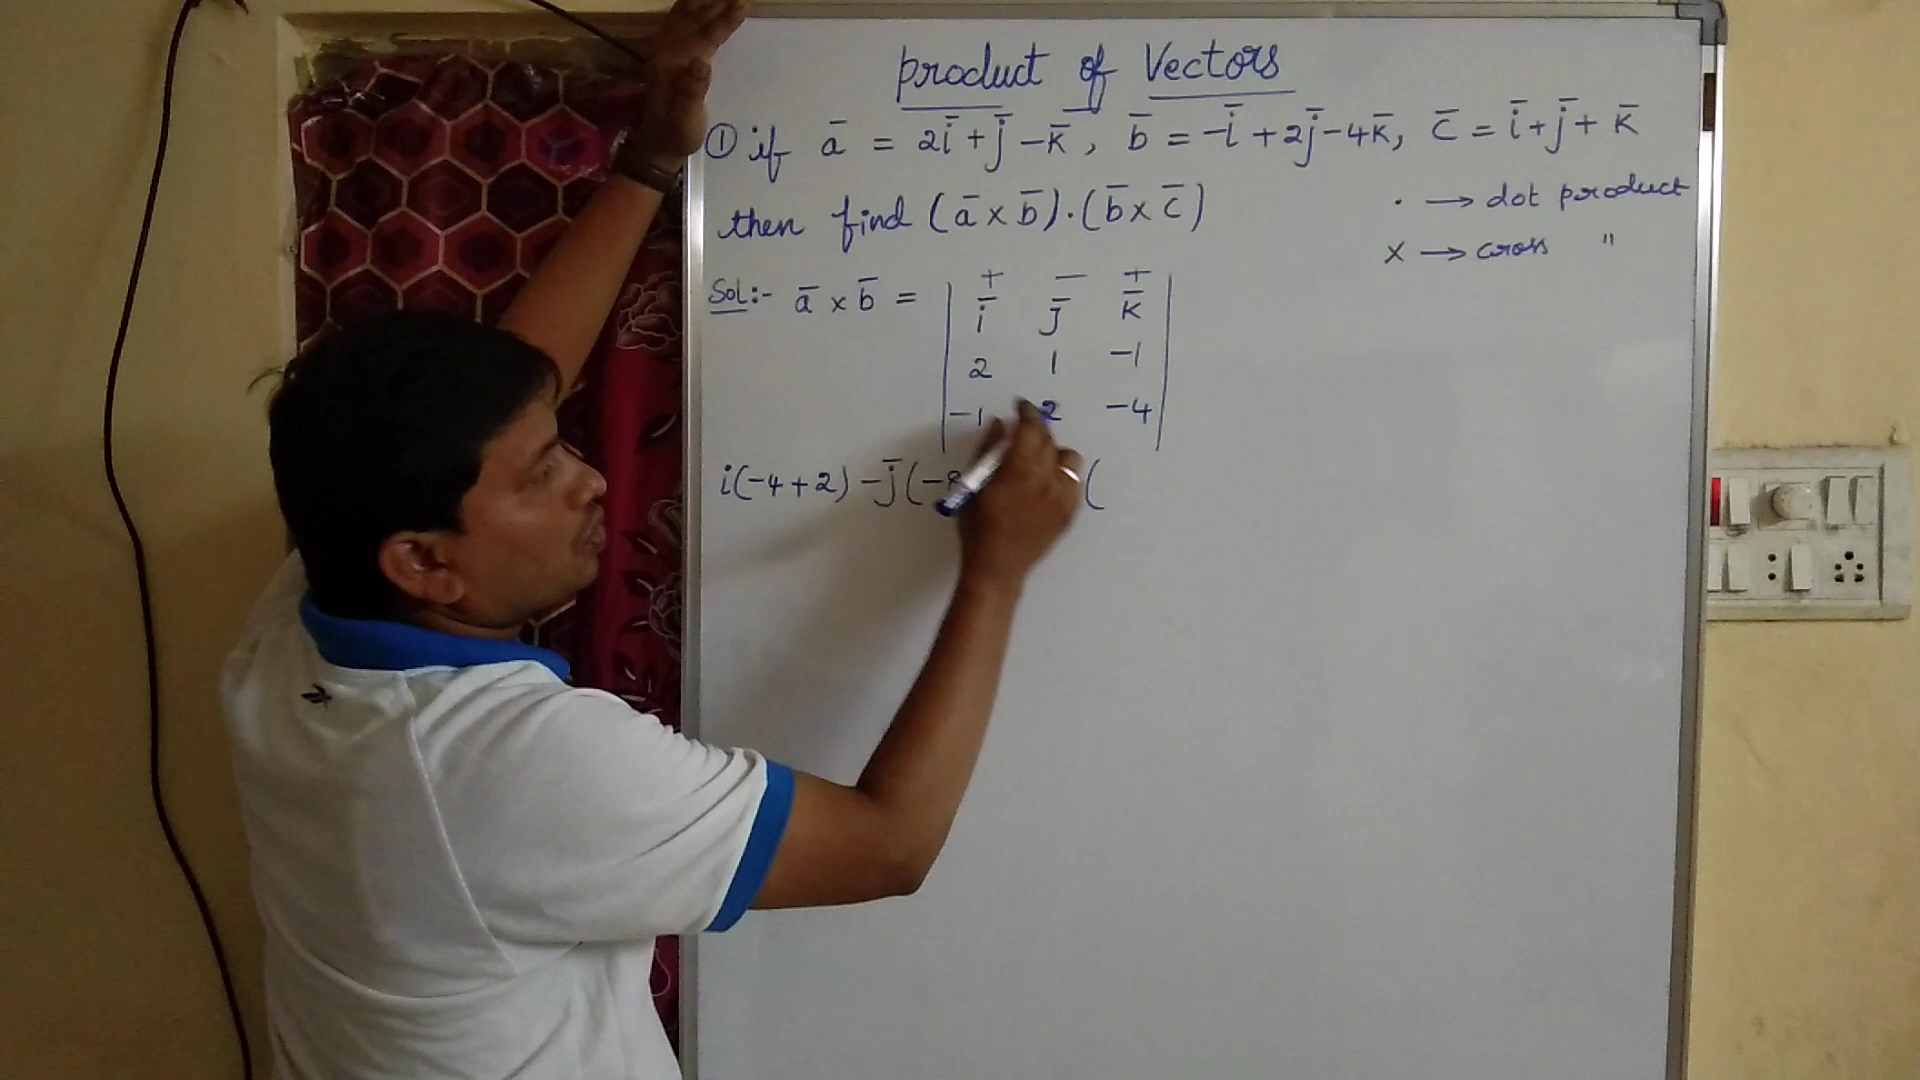 product of Vectors
① if a̅ = 2i̅ + j̅ - k̅ , b̅ = -i̅ + 2j̅ - 4k̅, c̅ = i̅ + j̅ + k̅
then find (a̅ × b̅) . (b̅ × c̅)
. → dot product
× → cross "
Sol:- a̅ × b̅ =
+ — +
i̅ j̅ k̅
2 1 -1
-1 2 -4
i(-4+2) - j̅ (-8 (